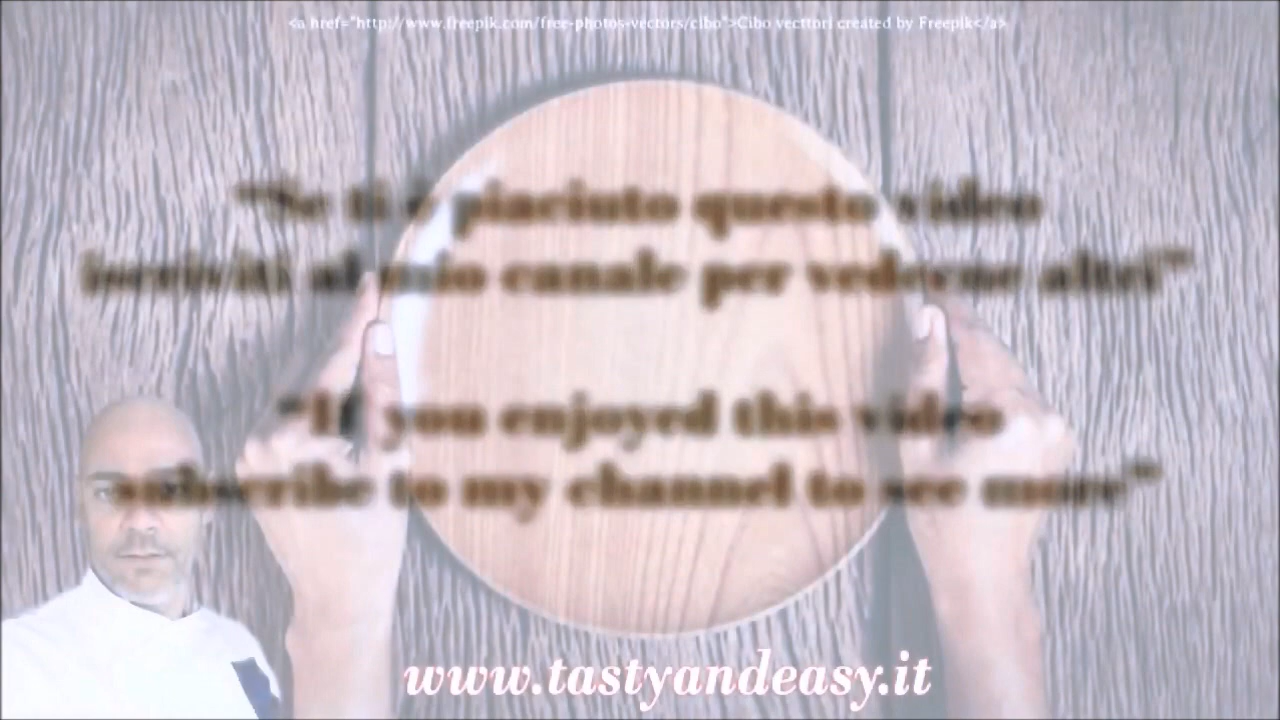 <a href="http://www.freepik.com/free-photos-vectors/cibo">Cibo vecttori created by Freepik</a>
"Se ti è piaciuto questo video
iscriviti al mio canale per vederne altri"
"If you enjoyed this video
subscribe to my channel to see more"
www.tastyandeasy.it